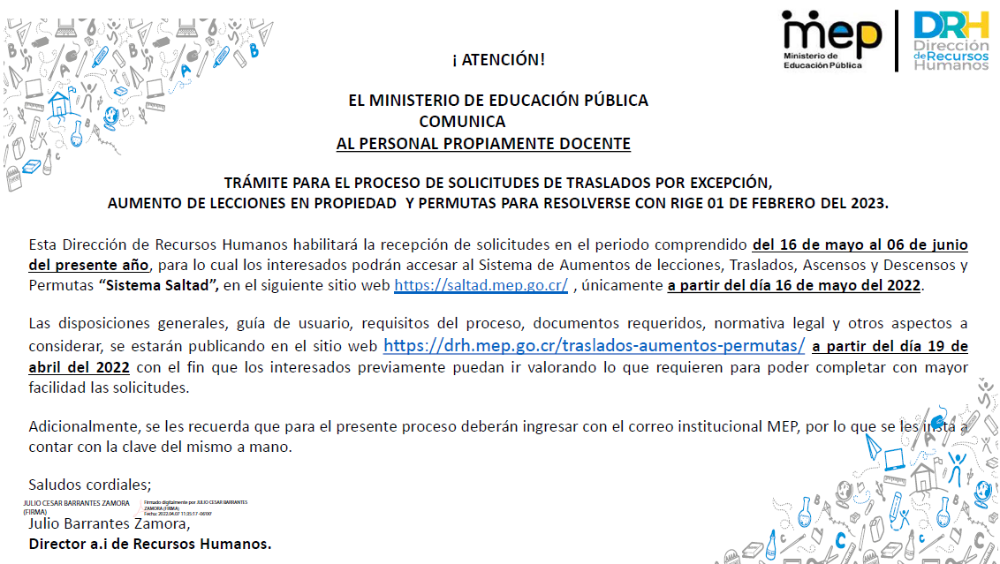 mep
Ministerio de
Educación Pública
DRH
Dirección
de Recursos
Humanos
¡ ATENCIÓN!
EL MINISTERIO DE EDUCACIÓN PÚBLICA
COMUNICA
AL PERSONAL PROPIAMENTE DOCENTE
TRÁMITE PARA EL PROCESO DE SOLICITUDES DE TRASLADOS POR EXCEPCIÓN,
AUMENTO DE LECCIONES EN PROPIEDAD Y PERMUTAS PARA RESOLVERSE CON RIGE 01 DE FEBRERO DEL 2023.
Esta Dirección de Recursos Humanos habilitará la recepción de solicitudes en el periodo comprendido del 16 de mayo al 06 de junio
del presente año, para lo cual los interesados podrán accesar al Sistema de Aumentos de lecciones, Traslados, Ascensos y Descensos y
Permutas “Sistema Saltad”, en el siguiente sitio web https://saltad.mep.go.cr/ , únicamente a partir del día 16 de mayo del 2022.
Las disposiciones generales, guía de usuario, requisitos del proceso, documentos requeridos, normativa legal y otros aspectos a
considerar, se estarán publicando en el sitio web https://drh.mep.go.cr/traslados-aumentos-permutas/ a partir del día 19 de
abril del 2022 con el fin que los interesados previamente puedan ir valorando lo que requieren para poder completar con mayor
facilidad las solicitudes.
Adicionalmente, se les recuerda que para el presente proceso deberán ingresar con el correo institucional MEP, por lo que se les insta a
contar con la clave del mismo a mano.
Saludos cordiales;
JULIO CESAR BARRANTES ZAMORA
(FIRMA)
Firmado digitalmente por JULIO CESAR BARRANTES
ZAMORA (FIRMA)
Fecha: 2022.04.07 11:35:17 -06'00'
Julio Barrantes Zamora,
Director a.i de Recursos Humanos.